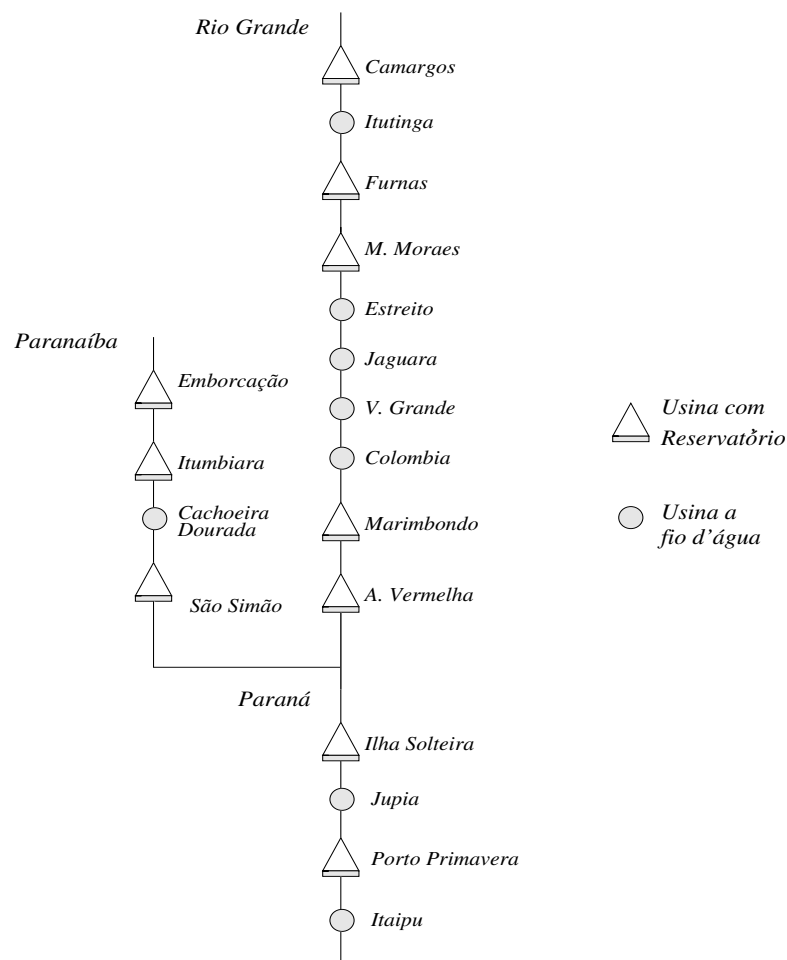 Rio Grande
Camargos
Itutinga
Furnas
M. Moraes
Estreito
Jaguara
V. Grande
Colombia
Marimbondo
A. Vermelha
Paranaíba
Emborcação
Itumbiara
Cachoeira
Dourada
São Simão
Paraná
Ilha Solteira
Jupia
Porto Primavera
Itaipu
Usina com
Reservatório
Usina a
fio d'água